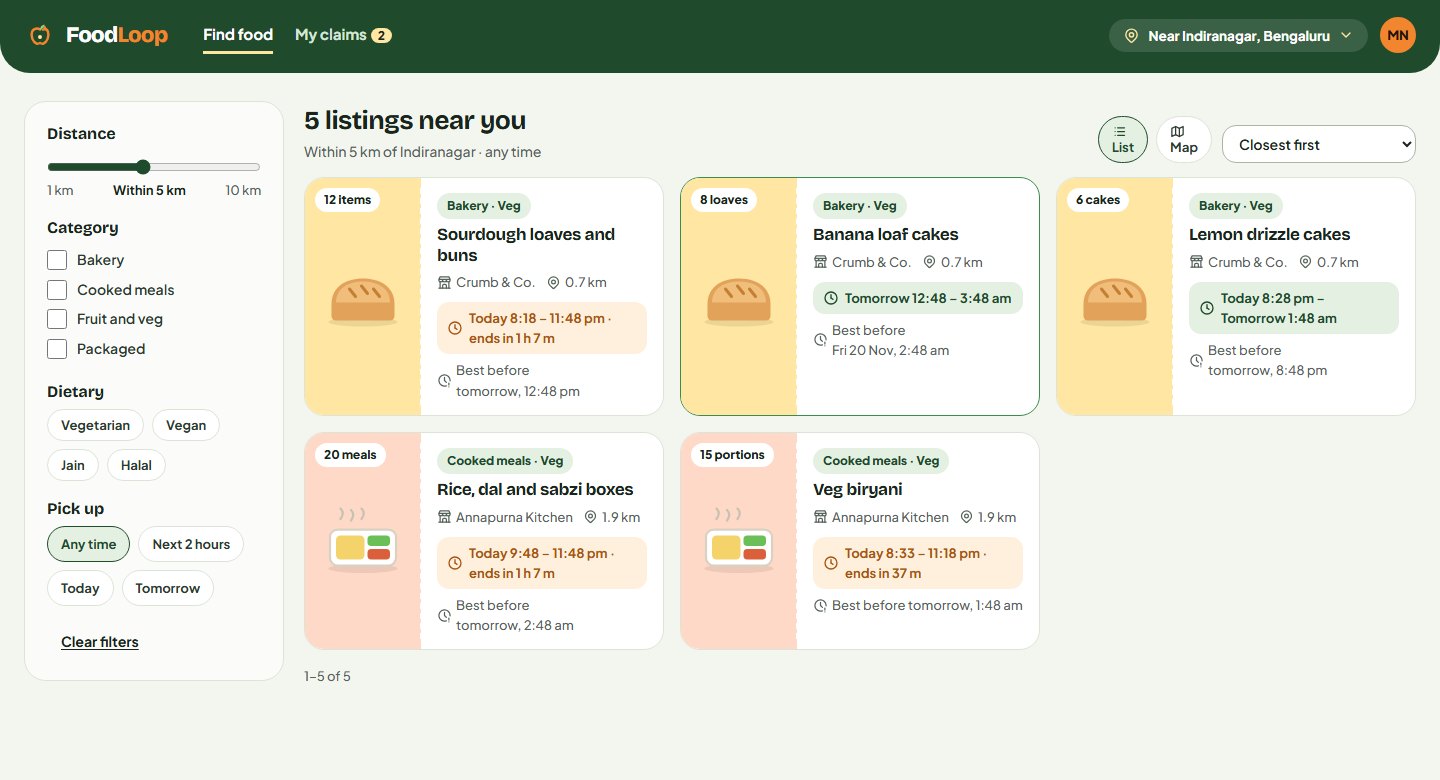 FoodLoop
Find food
My claims 2
Near Indiranagar, Bengaluru
MN
Distance
1 km
Within 5 km
10 km
Category
Bakery
Cooked meals
Fruit and veg
Packaged
Dietary
Vegetarian
Vegan
Jain
Halal
Pick up
Any time
Next 2 hours
Today
Tomorrow
Clear filters
5 listings near you
Within 5 km of Indiranagar · any time
List
Map
Closest first
12 items
Bakery · Veg
Sourdough loaves and
buns
Crumb & Co.
0.7 km
Today 8:18 – 11:48 pm ·
ends in 1 h 7 m
Best before
tomorrow, 12:48 pm
8 loaves
Bakery · Veg
Banana loaf cakes
Crumb & Co.
0.7 km
Tomorrow 12:48 – 3:48 am
Best before
Fri 20 Nov, 2:48 am
6 cakes
Bakery · Veg
Lemon drizzle cakes
Crumb & Co.
0.7 km
Today 8:28 pm –
Tomorrow 1:48 am
Best before
tomorrow, 8:48 pm
20 meals
Cooked meals · Veg
Rice, dal and sabzi boxes
Annapurna Kitchen
1.9 km
Today 9:48 – 11:48 pm ·
ends in 1 h 7 m
Best before
tomorrow, 2:48 am
15 portions
Cooked meals · Veg
Veg biryani
Annapurna Kitchen
1.9 km
Today 8:33 – 11:18 pm ·
ends in 37 m
Best before tomorrow, 1:48 am
1–5 of 5